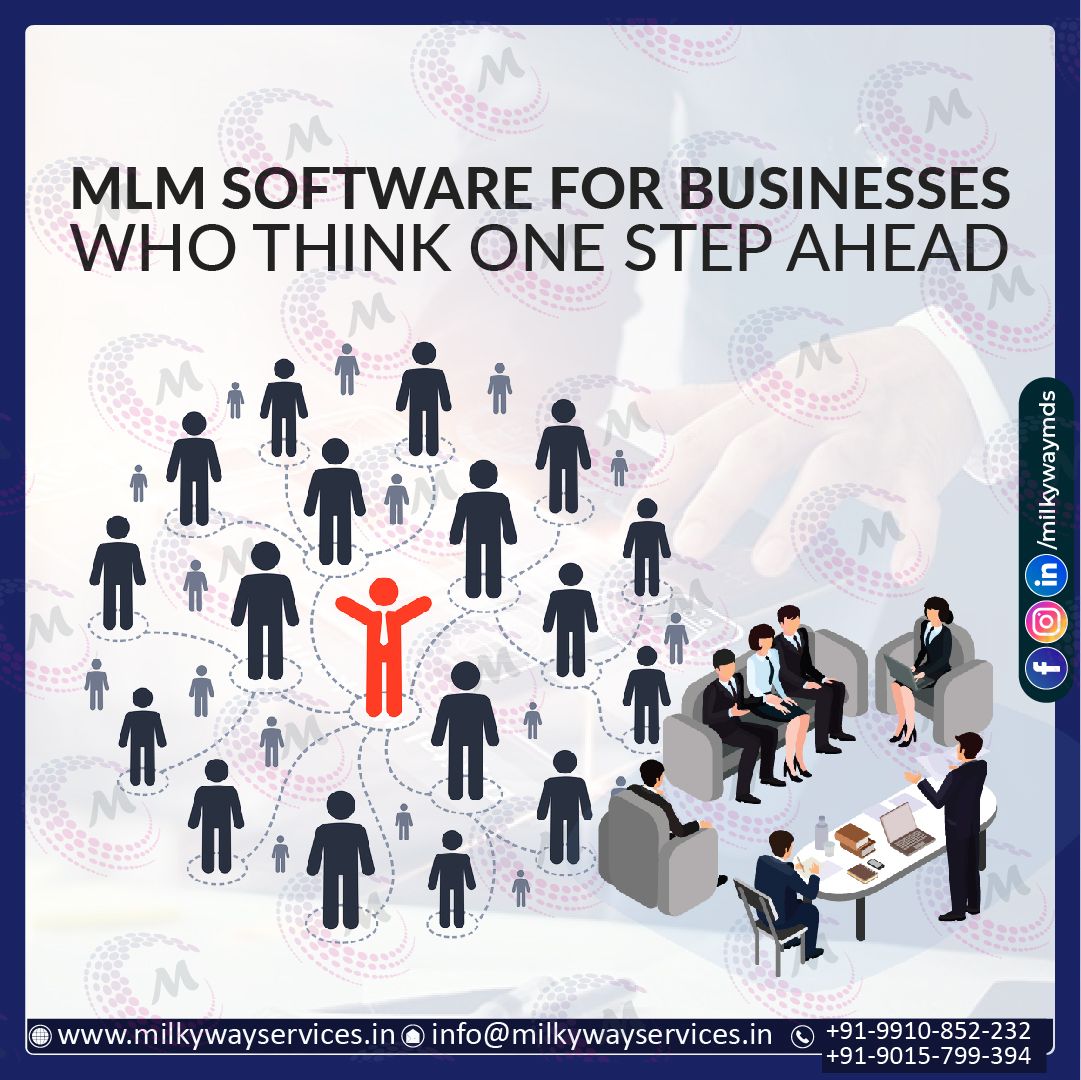 MLM SOFTWARE FOR BUSINESSES
WHO THINK ONE STEP AHEAD
/milkywaymds
www.milkywayservices.in
info@milkywayservices.in
+91-9910-852-232
+91-9015-799-394